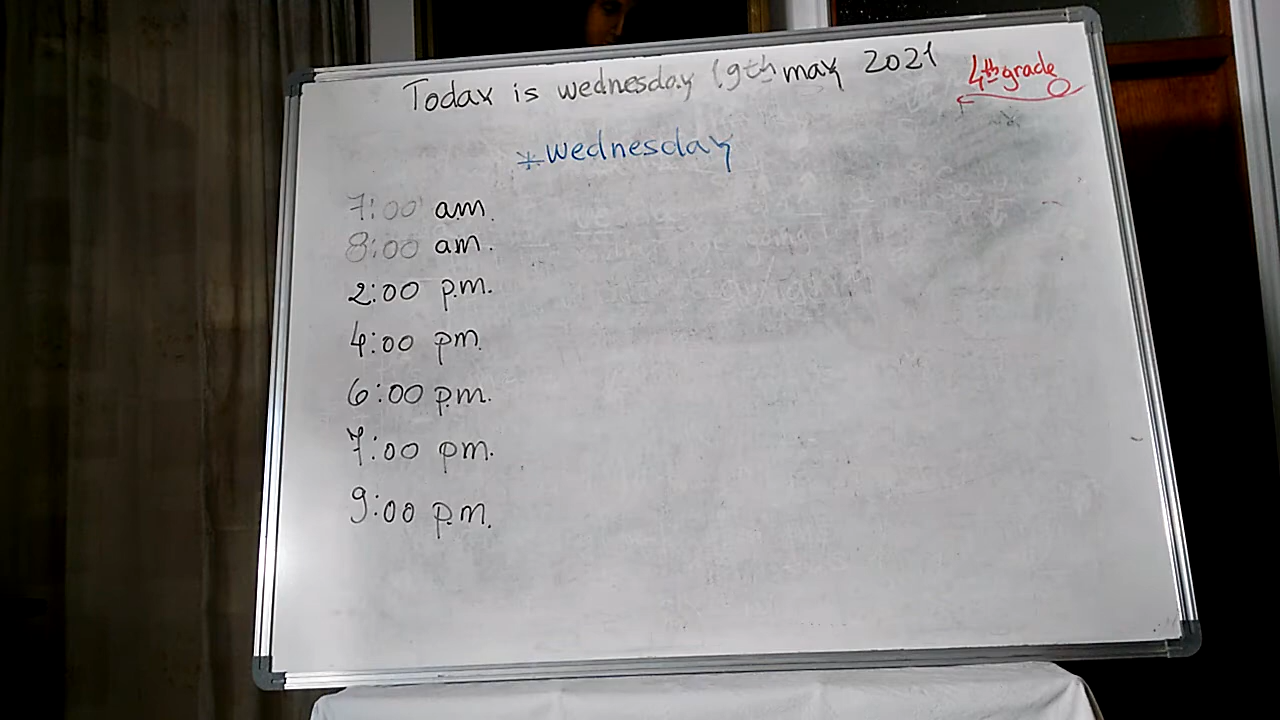 Today is wednesday 19th may 2021
4th grade
*wednesday
7:00 am.
8:00 am.
2:00 p.m.
4:00 pm.
6:00 p.m.
7:00 pm.
9:00 p.m.